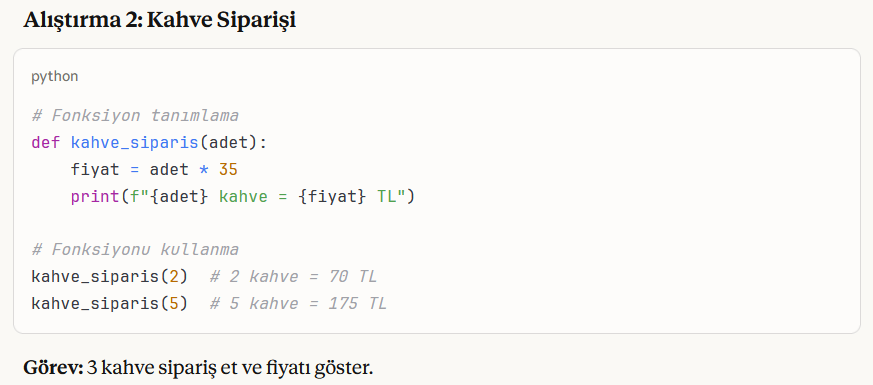 Alıştırma 2: Kahve Siparişi
python
# Fonksiyon tanımlama
def kahve_siparis(adet):
    fiyat = adet * 35
    print(f"{adet} kahve = {fiyat} TL")
# Fonksiyonu kullanma
kahve_siparis(2)  # 2 kahve = 70 TL
kahve_siparis(5)  # 5 kahve = 175 TL
Görev: 3 kahve sipariş et ve fiyatı göster.